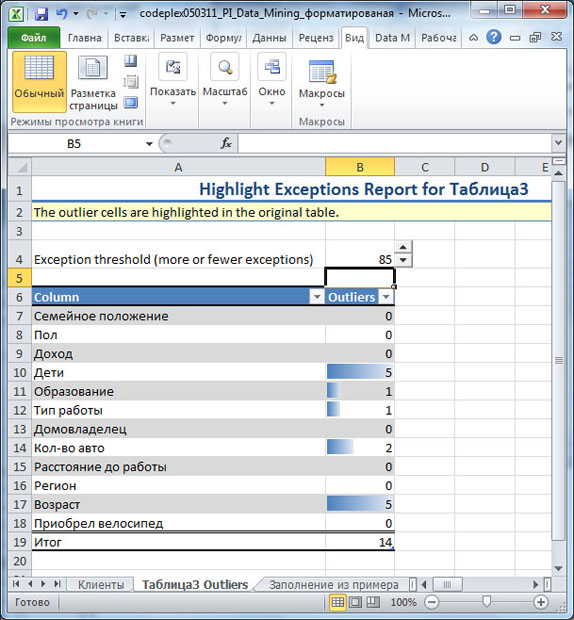 codeplex050311_PI_Data_Mining_форматированая - Micros...
Файл Главна Вставка Размет Формул Данны Реценз Вид Data M Рабоча
Обычный Разметка страницы Показать Масштаб Окно Макросы
Режимы просмотра книги Макросы
B5 fx
A B C D E
1 Highlight Exceptions Report for Таблица3
2 The outlier cells are highlighted in the original table.
3
4 Exception threshold (more or fewer exceptions) 85
5
6 Column Outliers
7 Семейное положение 0
8 Пол 0
9 Доход 0
10 Дети 5
11 Образование 1
12 Тип работы 1
13 Домовладелец 0
14 Кол-во авто 2
15 Расстояние до работы 0
16 Регион 0
17 Возраст 5
18 Приобрел велосипед 0
19 Итог 14
20
Клиенты Таблица3 Outliers Заполнение из примера
Готово 100%